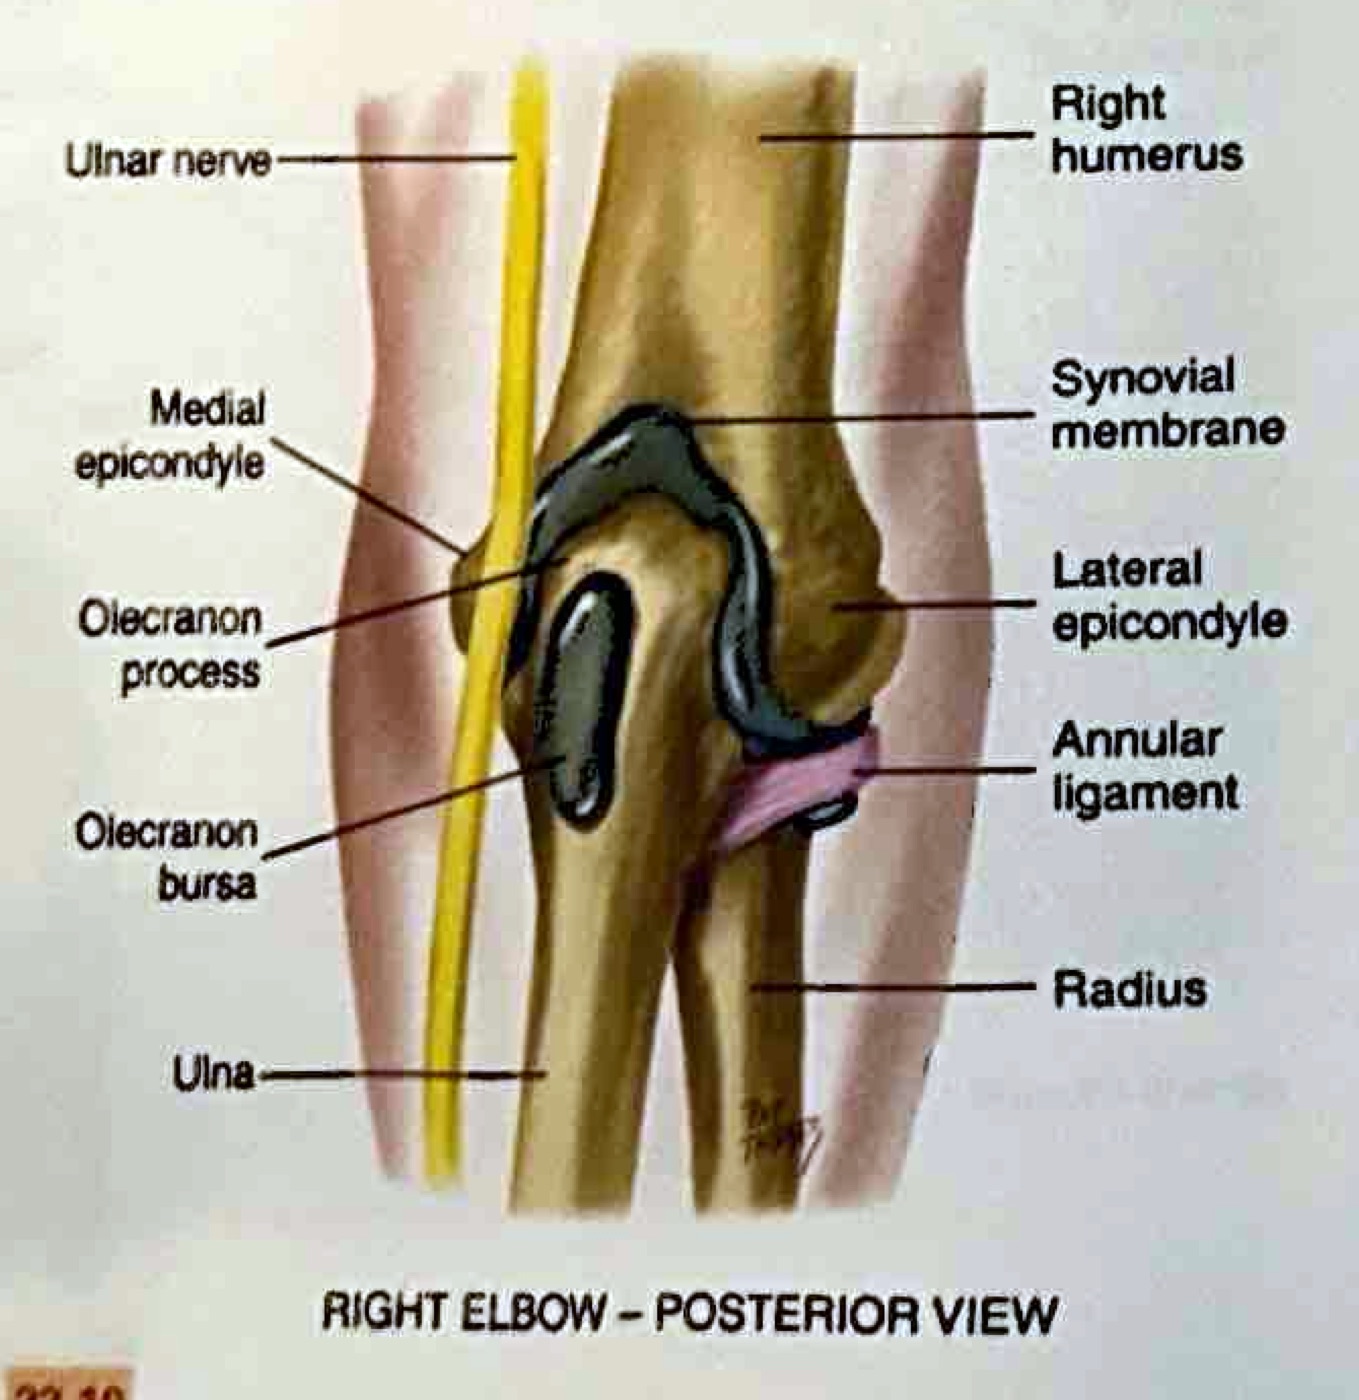 Right
humerus
Ulnar nerve
Synovial
membrane
Medial
epicondyle
Lateral
epicondyle
Olecranon
process
Annular
ligament
Olecranon
bursa
Radius
Ulna
RIGHT ELBOW – POSTERIOR VIEW